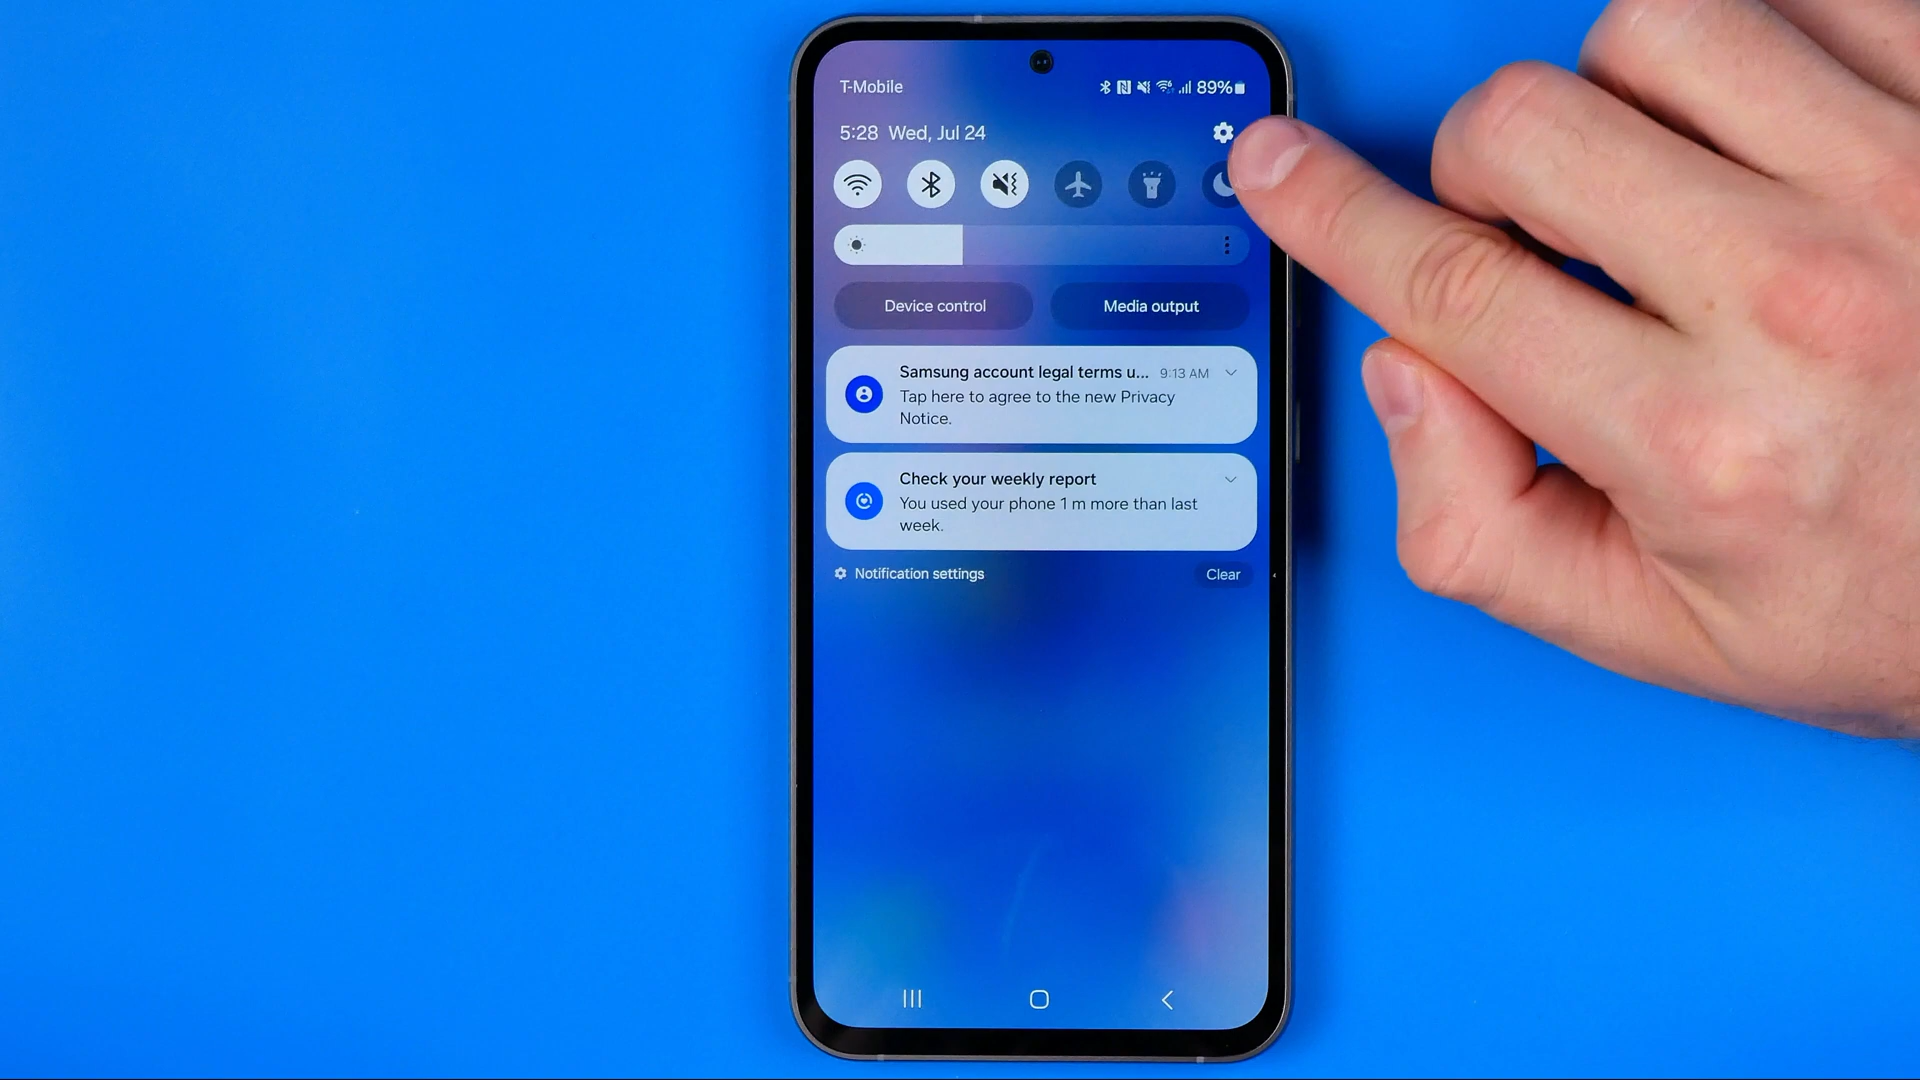 T-Mobile
89%
5:28 Wed, Jul 24
Device control
Media output
Samsung account legal terms u... 9:13 AM
Tap here to agree to the new Privacy
Notice.
Check your weekly report
You used your phone 1 m more than last
week.
Notification settings
Clear